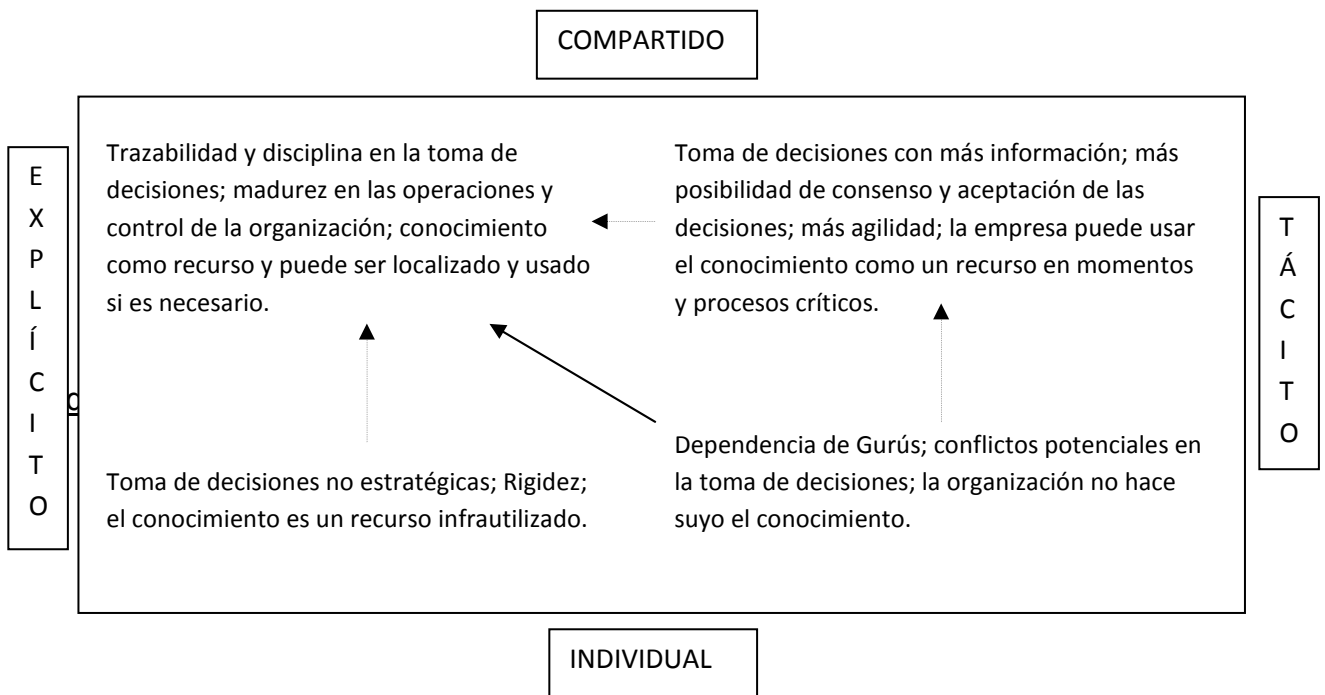 COMPARTIDO
E
X
P
L
Í
C
I
T
O
Trazabilidad y disciplina en la toma de
decisiones; madurez en las operaciones y
control de la organización; conocimiento
como recurso y puede ser localizado y usado
si es necesario.
Toma de decisiones con más información; más
posibilidad de consenso y aceptación de las
decisiones; más agilidad; la empresa puede usar
el conocimiento como un recurso en momentos
y procesos críticos.
T
Á
C
I
T
O
Toma de decisiones no estratégicas; Rigidez;
el conocimiento es un recurso infrautilizado.
Dependencia de Gurús; conflictos potenciales en
la toma de decisiones; la organización no hace
suyo el conocimiento.
INDIVIDUAL